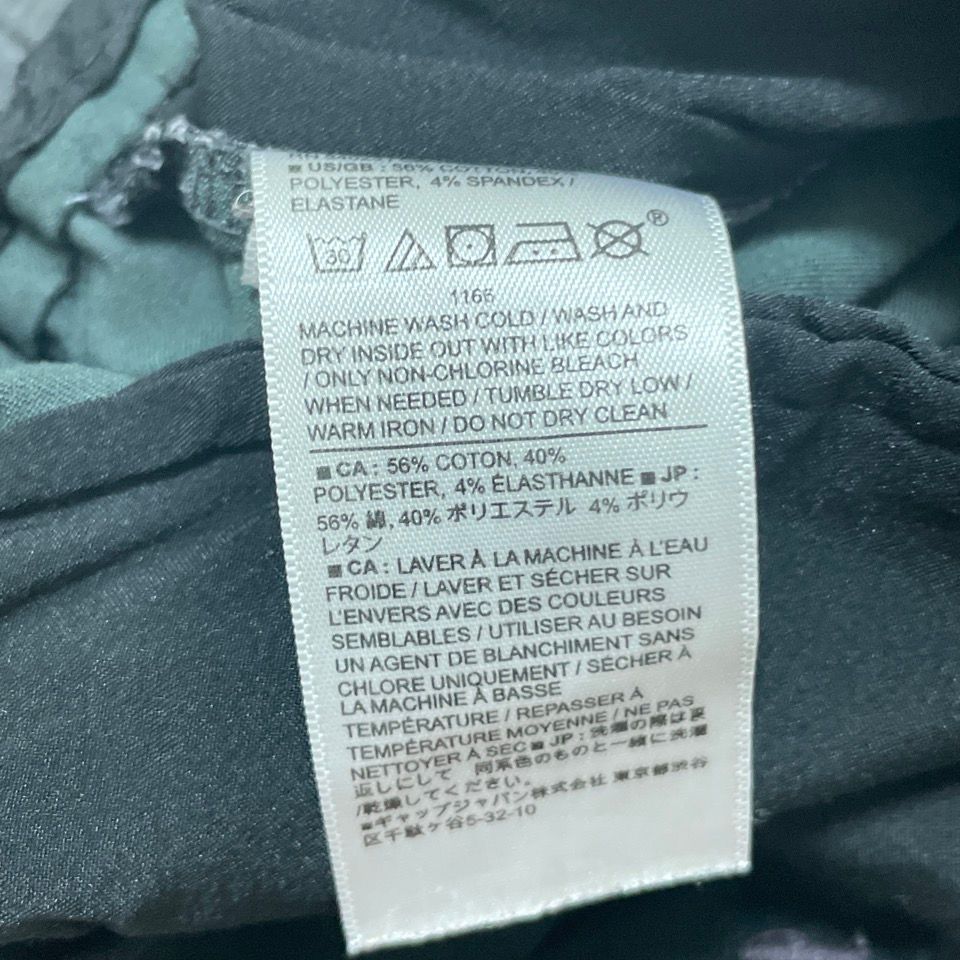 ■ US/GB : 56% COTTON,
POLYESTER, 4% SPANDEX /
ELASTANE
30
®
1166
MACHINE WASH COLD / WASH AND
DRY INSIDE OUT WITH LIKE COLORS
/ ONLY NON-CHLORINE BLEACH
WHEN NEEDED / TUMBLE DRY LOW /
WARM IRON / DO NOT DRY CLEAN
■ CA : 56% COTON, 40%
POLYESTER, 4% ÉLASTHANNE ■ JP :
56% 綿, 40% ポリエステル 4% ポリウ
レタン
■ CA : LAVER À LA MACHINE À L'EAU
FROIDE / LAVER ET SÉCHER SUR
L'ENVERS AVEC DES COULEURS
SEMBLABLES / UTILISER AU BESOIN
UN AGENT DE BLANCHIMENT SANS
CHLORE UNIQUEMENT / SÉCHER À
LA MACHINE À BASSE
TEMPÉRATURE / REPASSER À
TEMPÉRATURE MOYENNE / NE PAS
NETTOYER À SEC ■ JP : 洗濯の際は裏
返しにして、同系色のものと一緒に洗濯
/乾燥してください。
■ギャップジャパン株式会社 東京都渋谷
区千駄ケ谷5-32-10